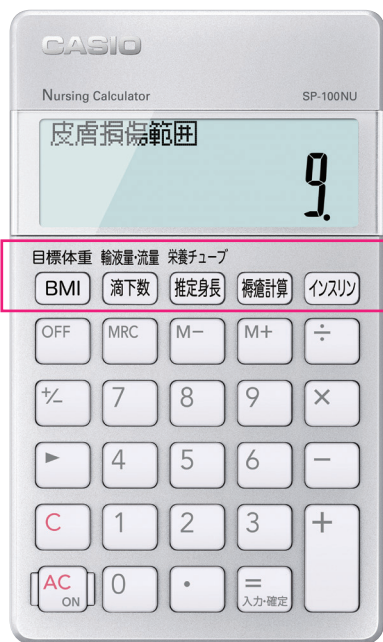 CASIO
Nursing Calculator SP-100NU
皮膚損傷範囲
9.
目標体重 輸液量・流量 栄養チューブ
BMI 滴下数 推定身長 褥瘡計算 インスリン
OFF MRC M− M+ ÷
+/− 7 8 9 ×
▶ 4 5 6 −
C 1 2 3 +
AC ON 0 • =
入力・確定